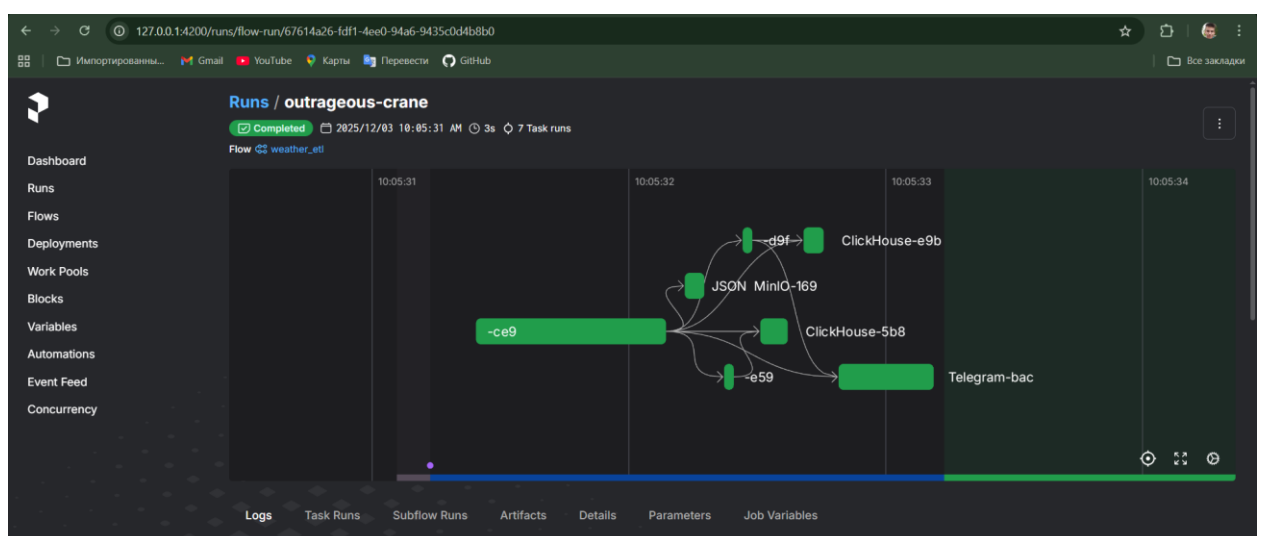 127.0.0.1:4200/runs/flow-run/67614a26-fdf1-4ee0-94a6-9435c0d4b8b0
Импортированны... Gmail YouTube Карты Перевести GitHub Все закладки
Runs / outrageous-crane
Completed 2025/12/03 10:05:31 AM 3s 7 Task runs
Flow weather_etl
Dashboard
Runs
Flows
Deployments
Work Pools
Blocks
Variables
Automations
Event Feed
Concurrency
10:05:31 10:05:32 10:05:33 10:05:34
-d9f ClickHouse-e9b
JSON MinIO-169
-ce9 ClickHouse-5b8
-e59 Telegram-bac
Logs Task Runs Subflow Runs Artifacts Details Parameters Job Variables